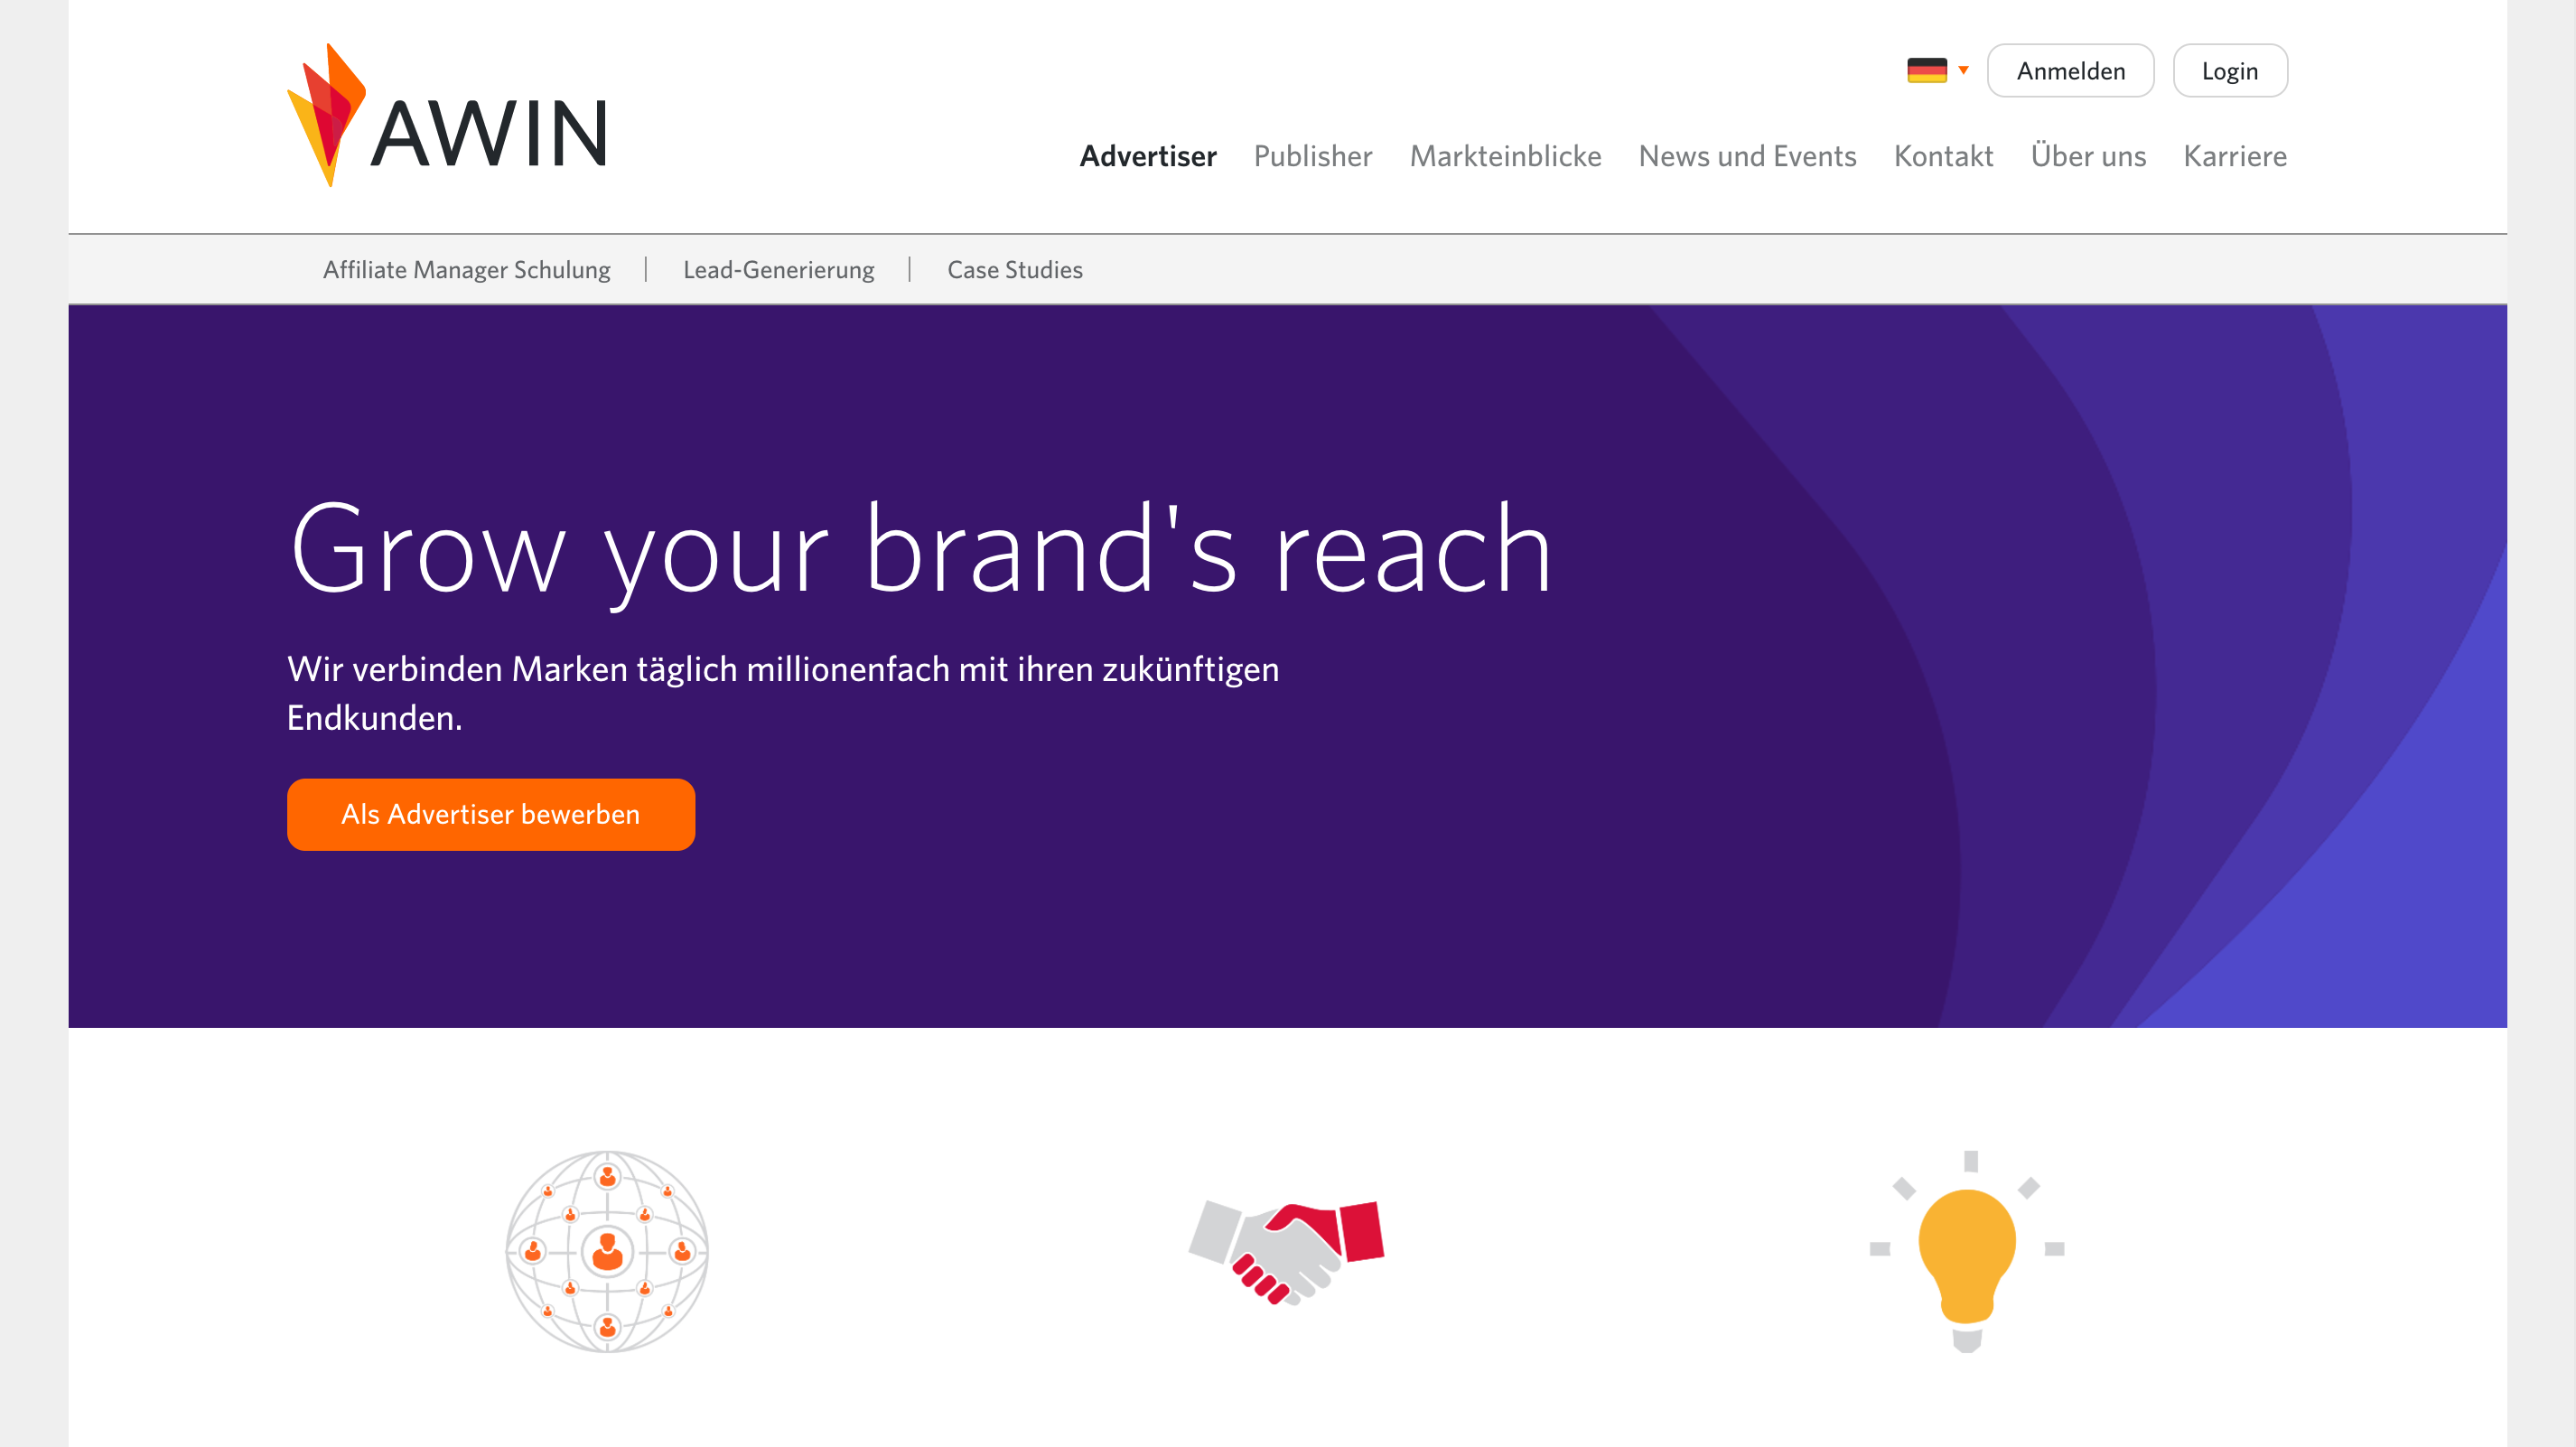 AWIN
Anmelden
Login
Advertiser Publisher Markteinblicke News und Events Kontakt Über uns Karriere
Affiliate Manager Schulung | Lead-Generierung | Case Studies
Grow your brand's reach
Wir verbinden Marken täglich millionenfach mit ihren zukünftigen
Endkunden.
Als Advertiser bewerben